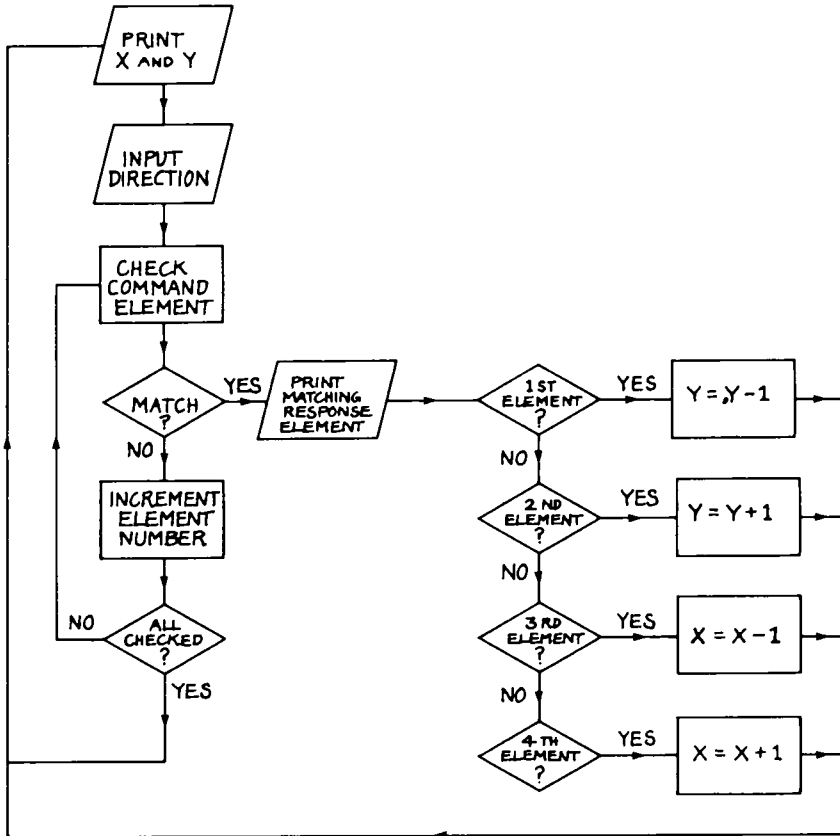 PRINT
X AND Y
INPUT
DIRECTION
CHECK
COMMAND
ELEMENT
MATCH
?
YES
NO
PRINT
MATCHING
RESPONSE
ELEMENT
INCREMENT
ELEMENT
NUMBER
ALL
CHECKED
?
NO
YES
1ST
ELEMENT
?
YES
Y = Y-1
NO
2ND
ELEMENT
?
YES
Y = Y+1
NO
3RD
ELEMENT
?
YES
X = X-1
NO
4TH
ELEMENT
?
YES
X = X+1